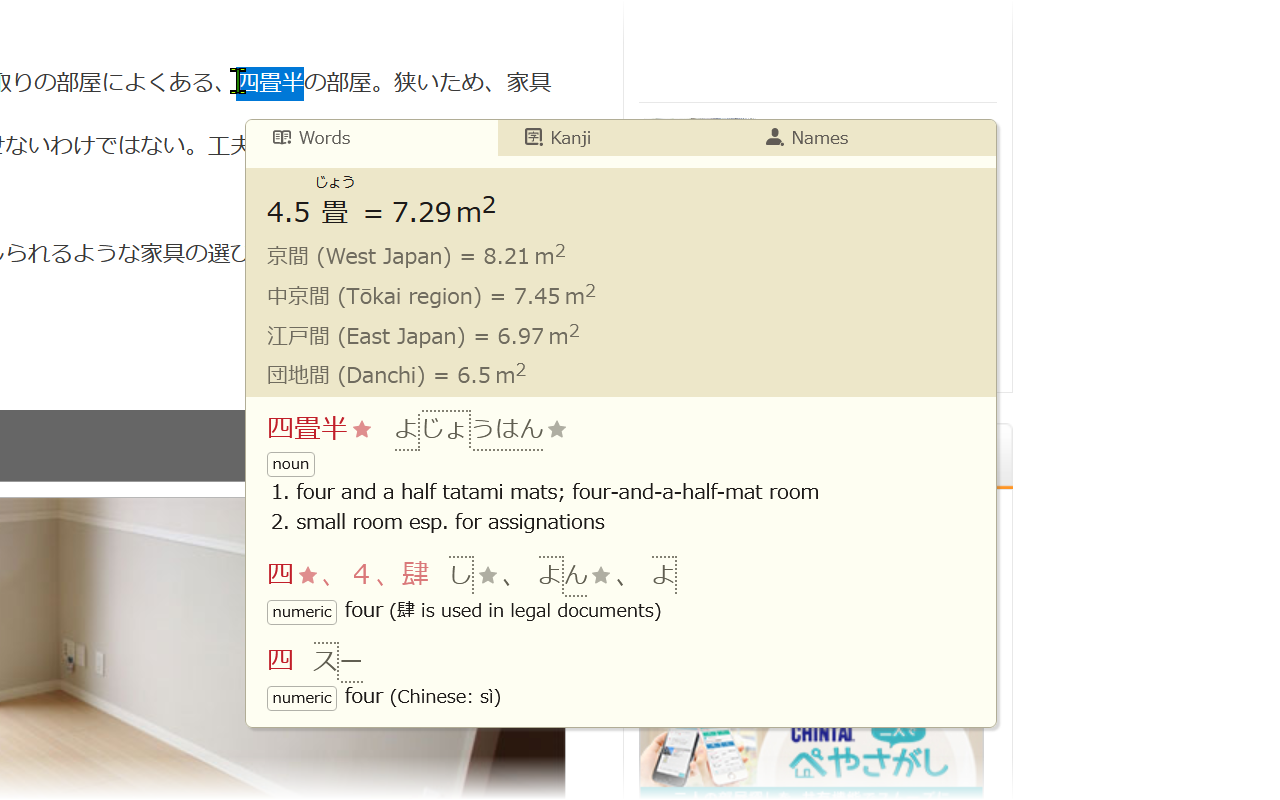 取りの部屋によくある、四畳半の部屋。狭いため、家具
せないわけではない。工夫
られるような家具の選び
Words
Kanji
Names
じょう
4.5 畳 = 7.29 m²
京間 (West Japan) = 8.21 m²
中京間 (Tōkai region) = 7.45 m²
江戸間 (East Japan) = 6.97 m²
団地間 (Danchi) = 6.5 m²
四畳半★ よじょうはん★
noun
1. four and a half tatami mats; four-and-a-half-mat room
2. small room esp. for assignations
四★、４、肆 し★、よん★、よ
numeric four (肆 is used in legal documents)
四 スー
numeric four (Chinese: sì)
CHINTAI
ぺやさがし